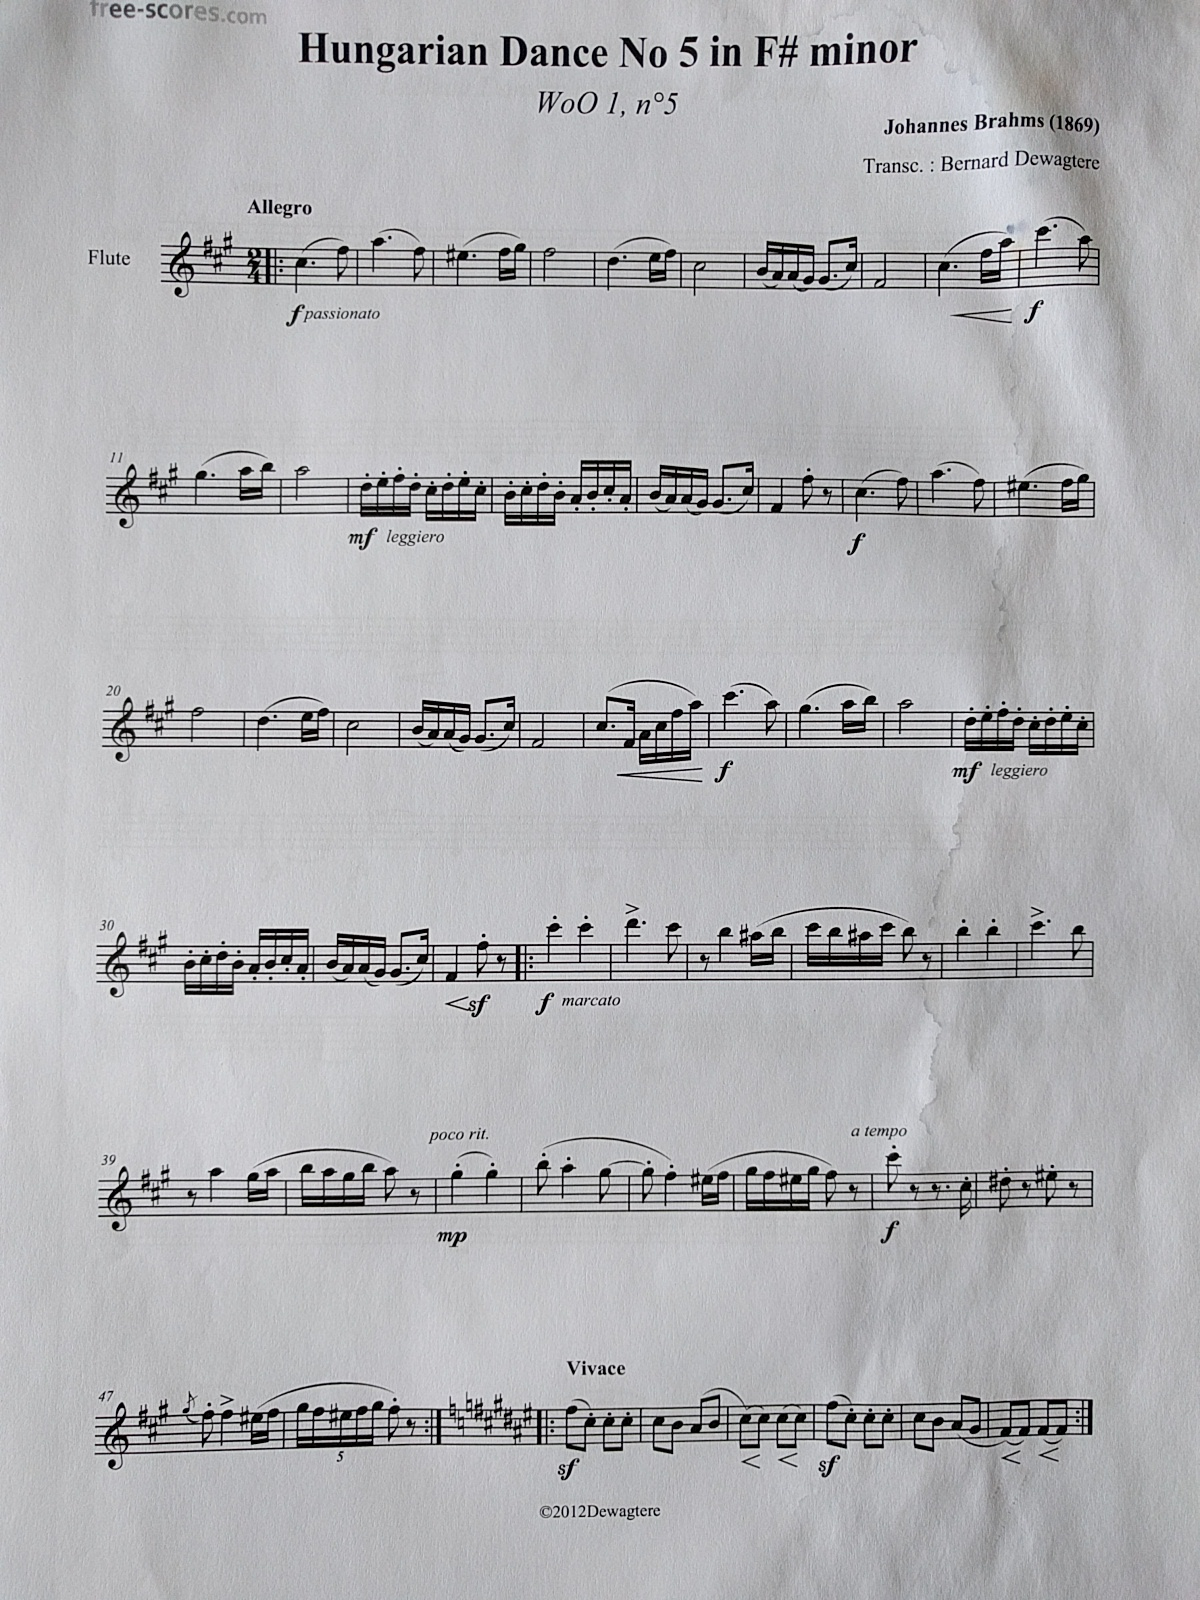 free-scores.com
Hungarian Dance No 5 in F# minor
WoO 1, n°5
Johannes Brahms (1869)
Transc. : Bernard Dewagtere
Allegro
Flute
2
4
f passionato
f
11
mf leggiero
f
20
f
mf leggiero
30
sf
f marcato
39
poco rit.
a tempo
mp
f
47
Vivace
5
sf
sf
©2012Dewagtere